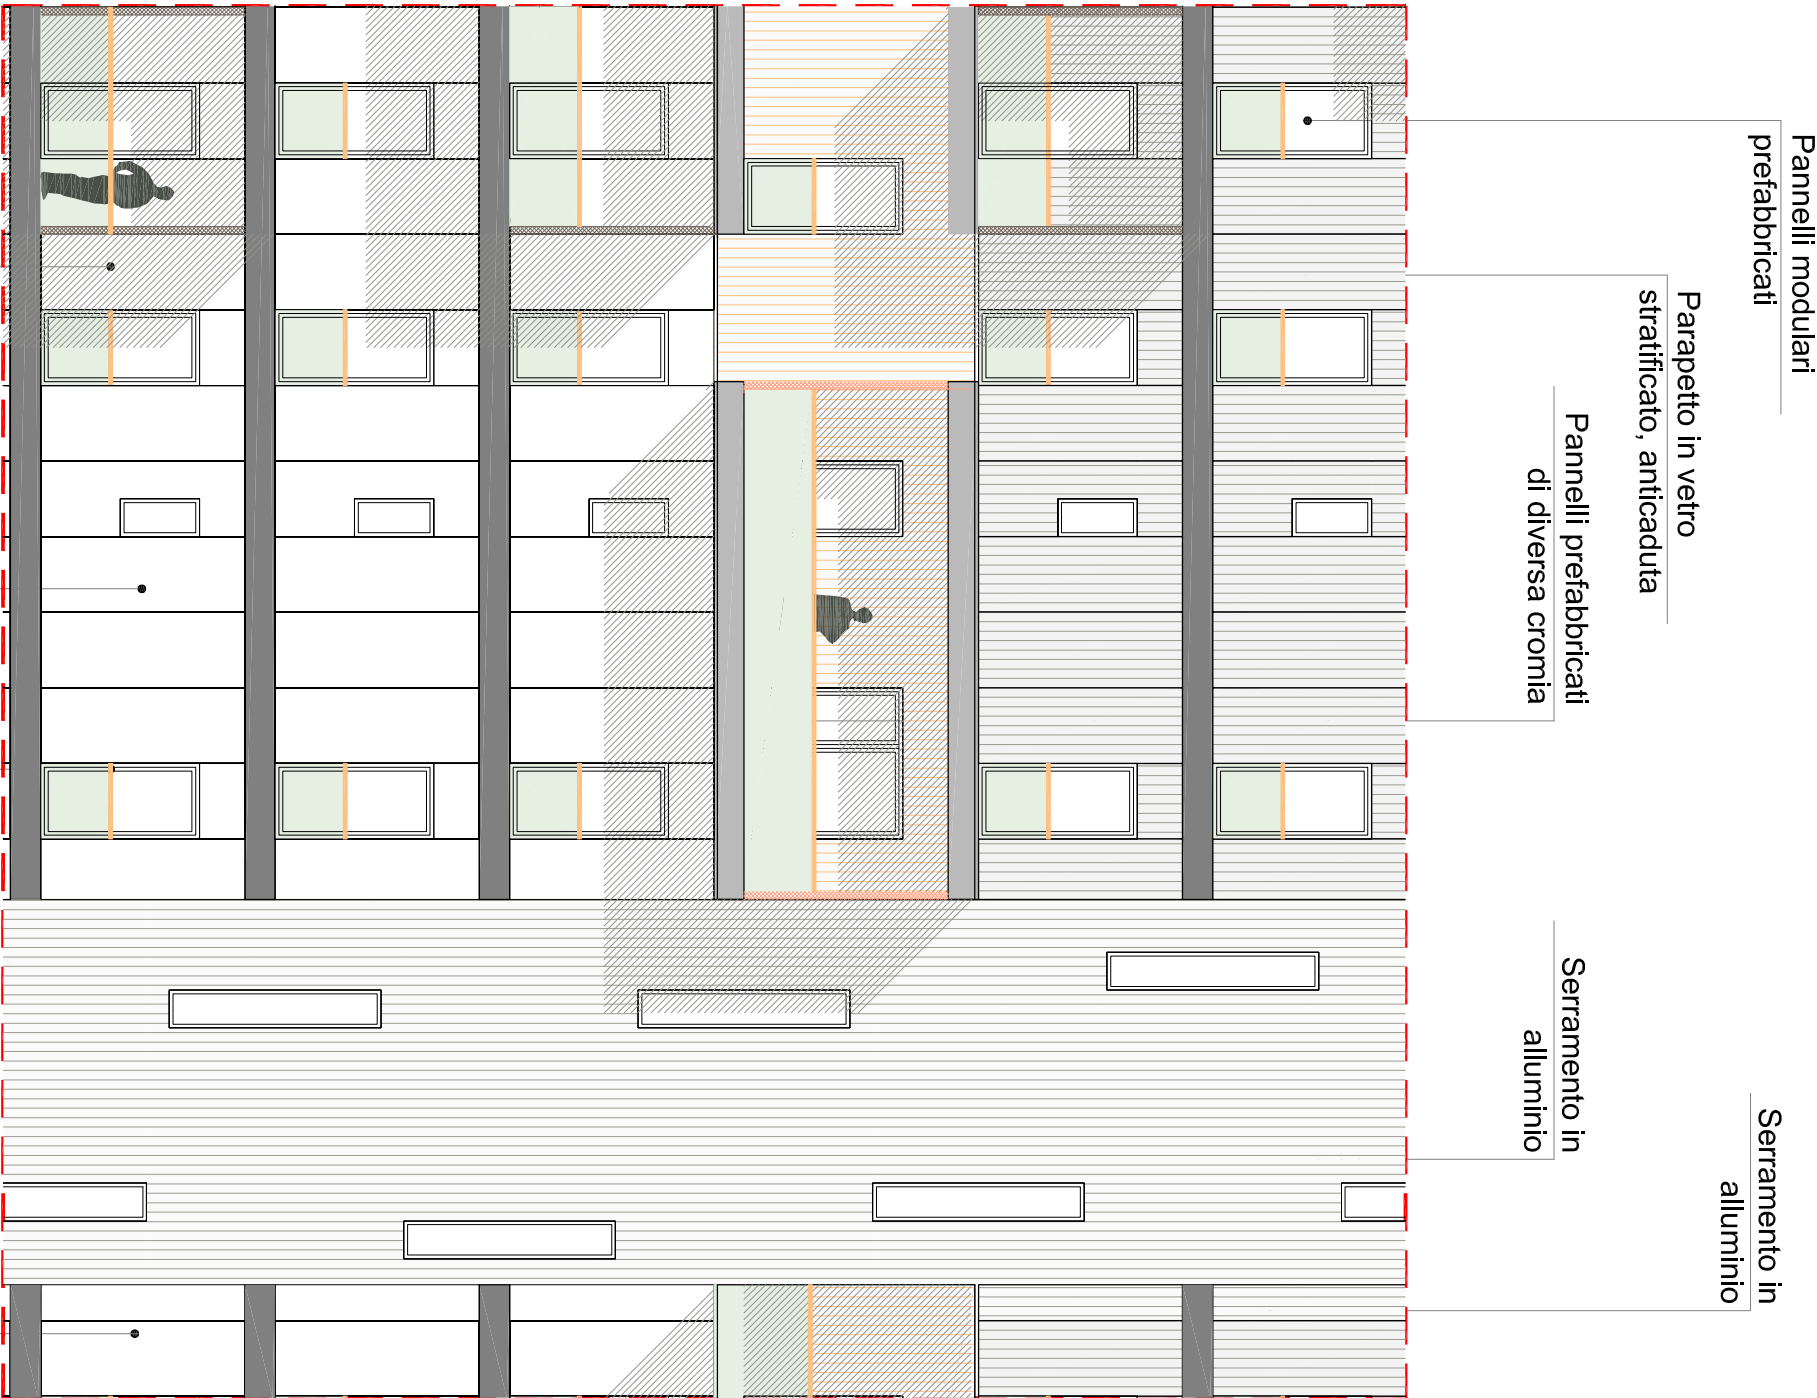 Pannelli modulari
prefabbricati
Parapetto in vetro
stratificato, anticaduta
Pannelli prefabbricati
di diversa cromia
Serramento in
alluminio
Serramento in
alluminio